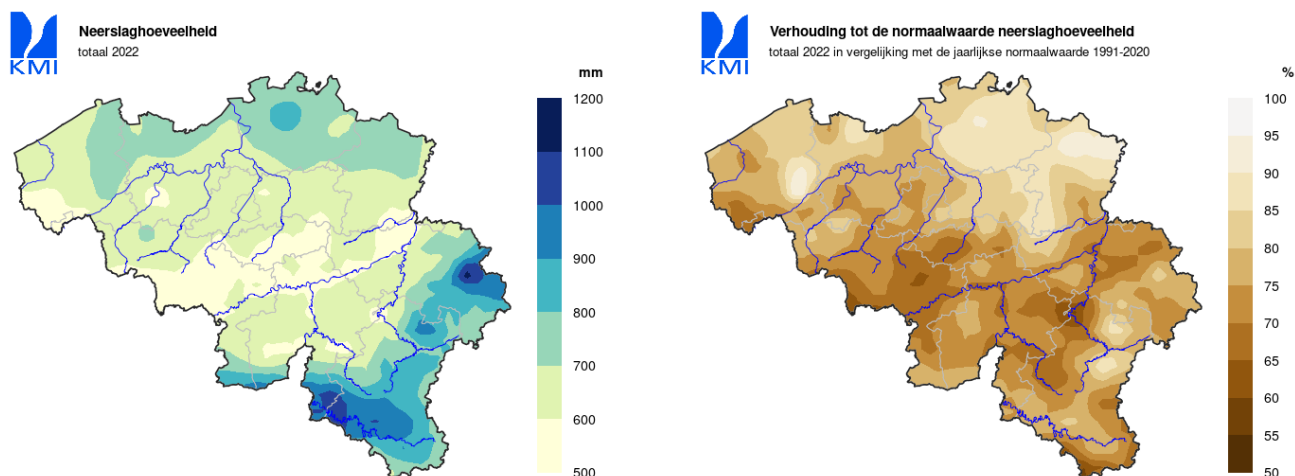 Neerslaghoeveelheid
totaal 2022
KMI
mm
1200
1100
1000
900
800
700
600
500
Verhouding tot de normaalwaarde neerslaghoeveelheid
totaal 2022 in vergelijking met de jaarlijkse normaalwaarde 1991-2020
KMI
%
100
95
90
85
80
75
70
65
60
55
50